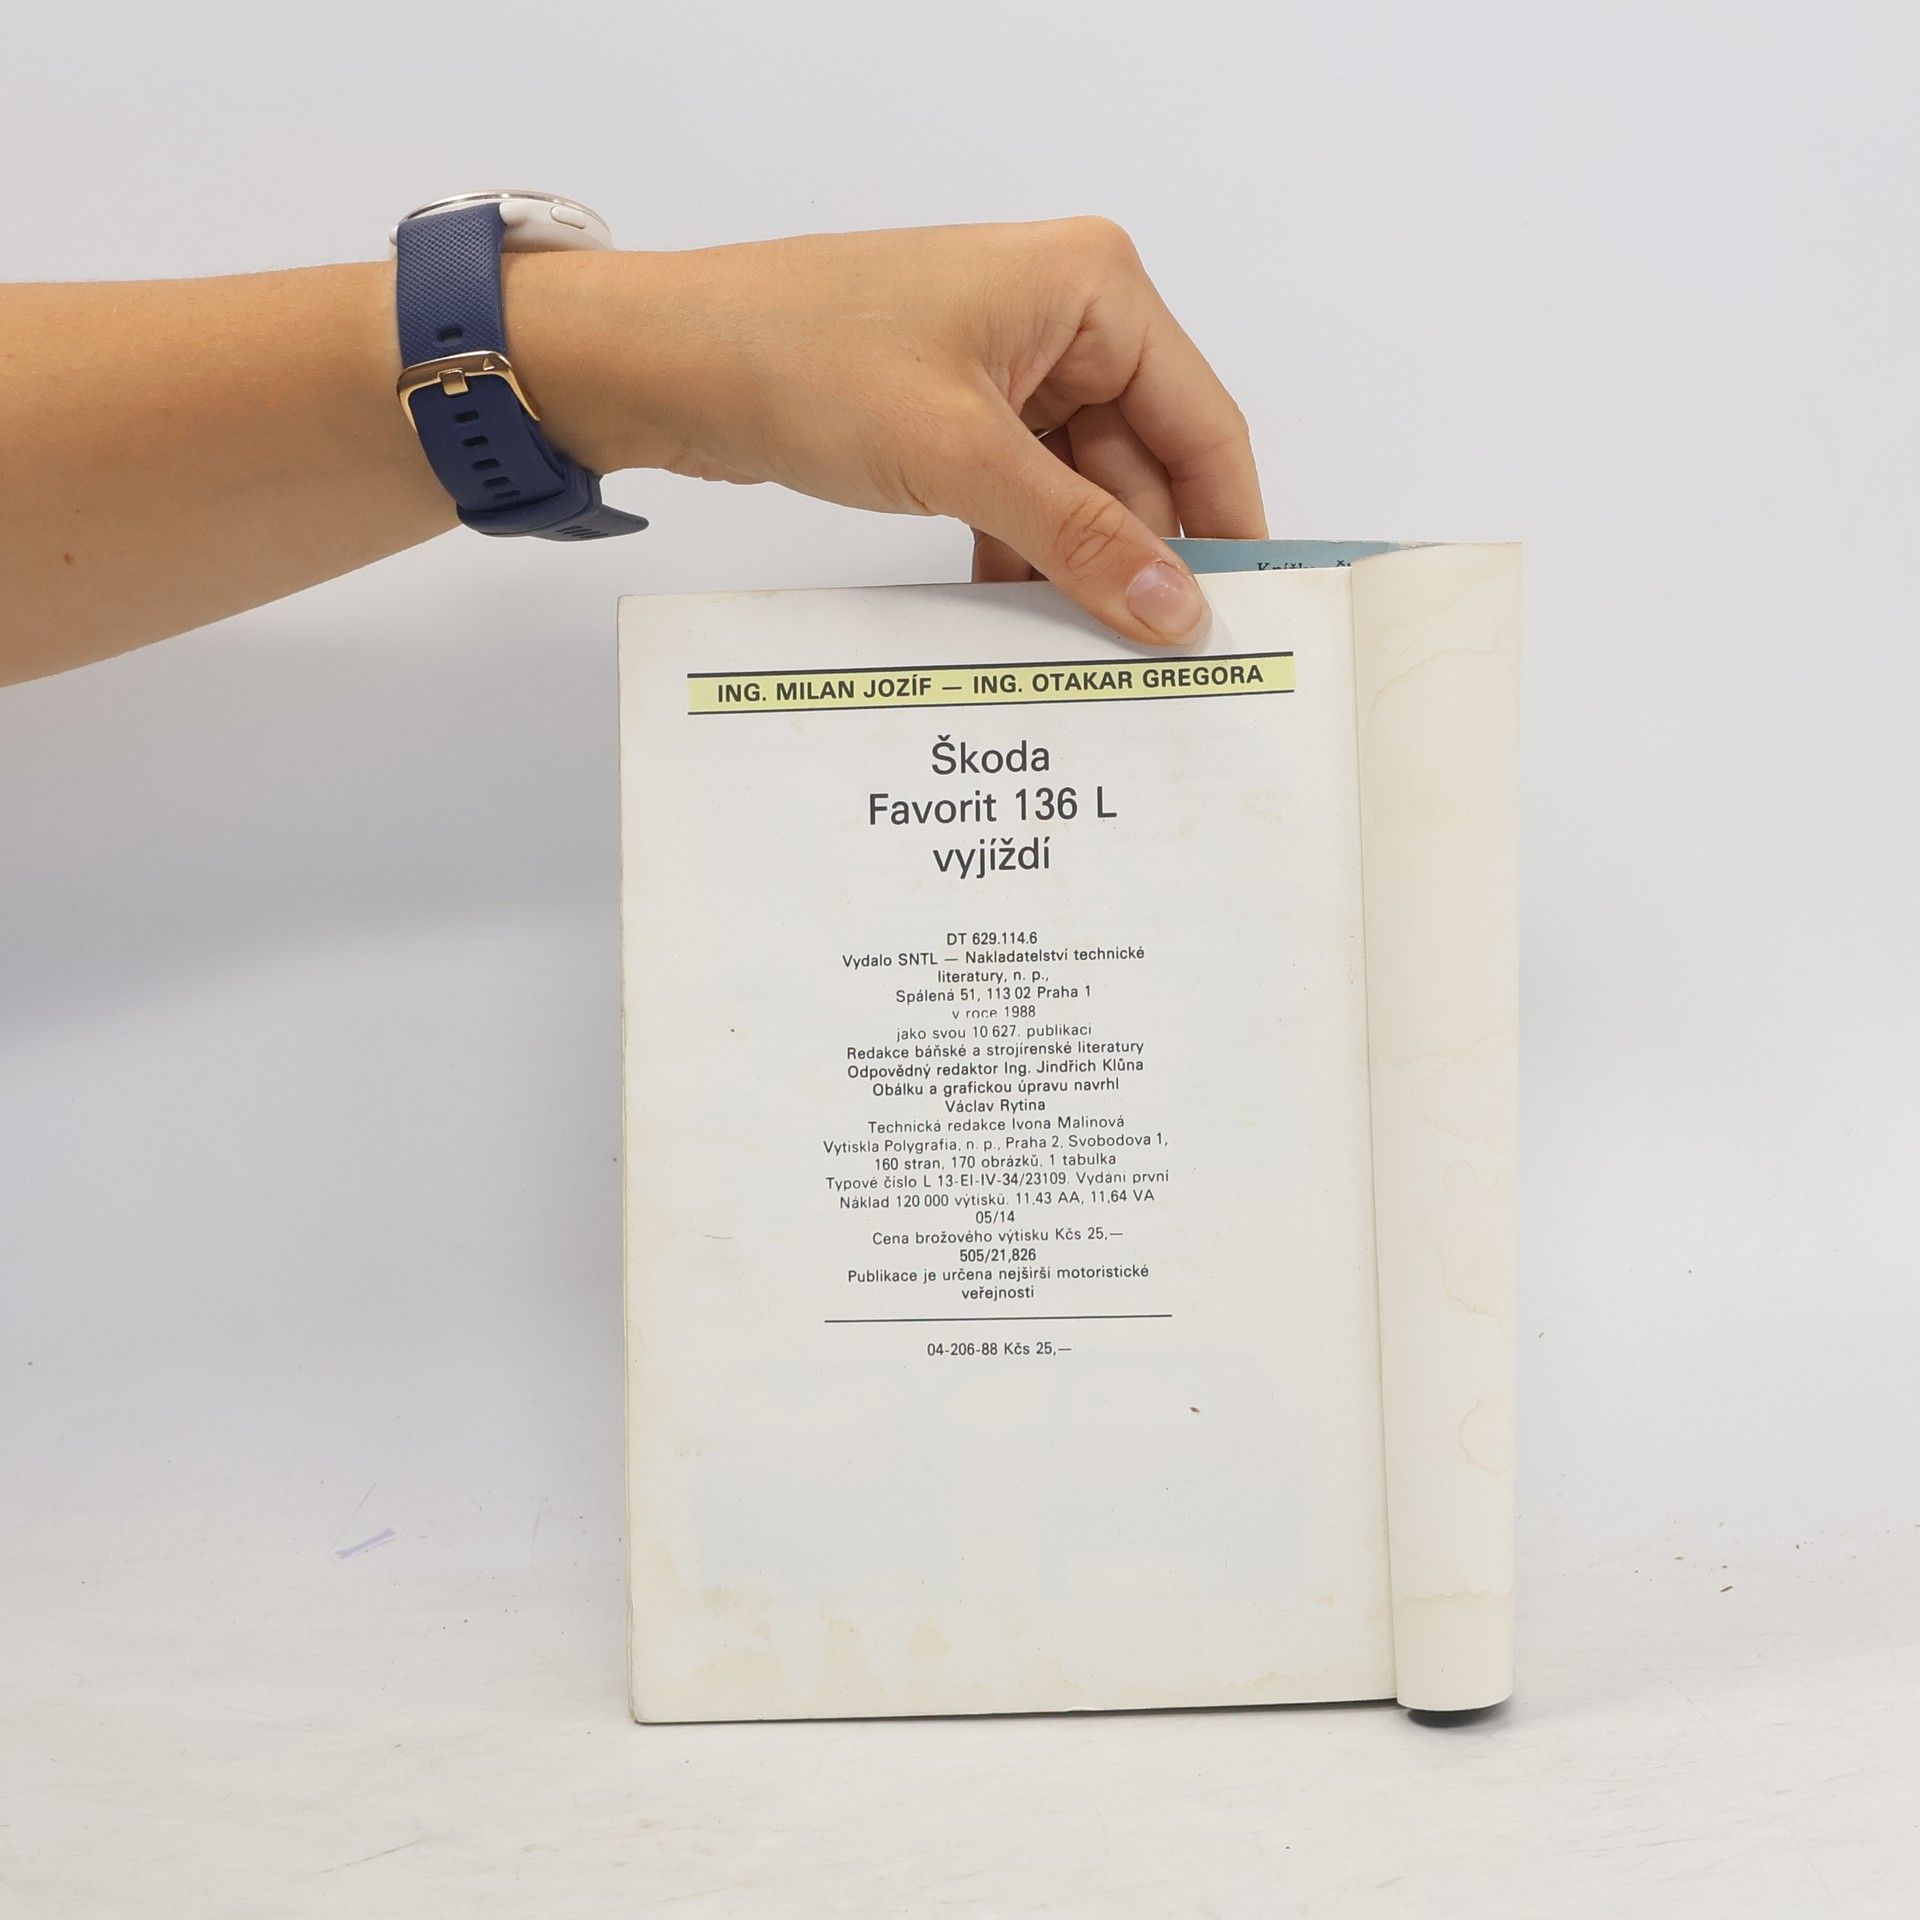 ING. MILAN JOZÍF — ING. OTAKAR GREGORA
Škoda
Favorit 136 L
vyjíždí
DT 629.114.6
Vydalo SNTL — Nakladatelství technické
literatury, n. p.,
Spálená 51, 113 02 Praha 1
v roce 1988
jako svou 10 627. publikaci
Redakce báňské a strojírenské literatury
Odpovědný redaktor Ing. Jindřich Klůna
Obálku a grafickou úpravu navrhl
Václav Rytina
Technická redakce Ivona Malinová
Vytiskla Polygrafia, n. p., Praha 2, Svobodova 1,
160 stran, 170 obrázků, 1 tabulka
Typové číslo L 13-EI-IV-34/23109. Vydání první
Náklad 120 000 výtisků. 11,43 AA, 11,64 VA
05/14
Cena brožového výtisku Kčs 25,—
505/21,826
Publikace je určena nejširší motoristické
veřejnosti
04-206-88 Kčs 25,—